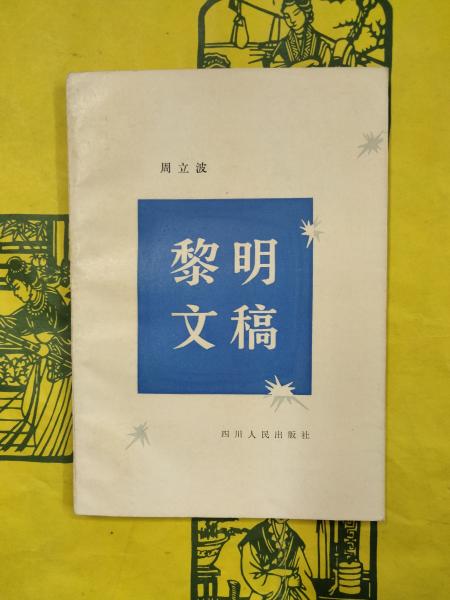 周立波
黎明
文稿
四川人民出版社